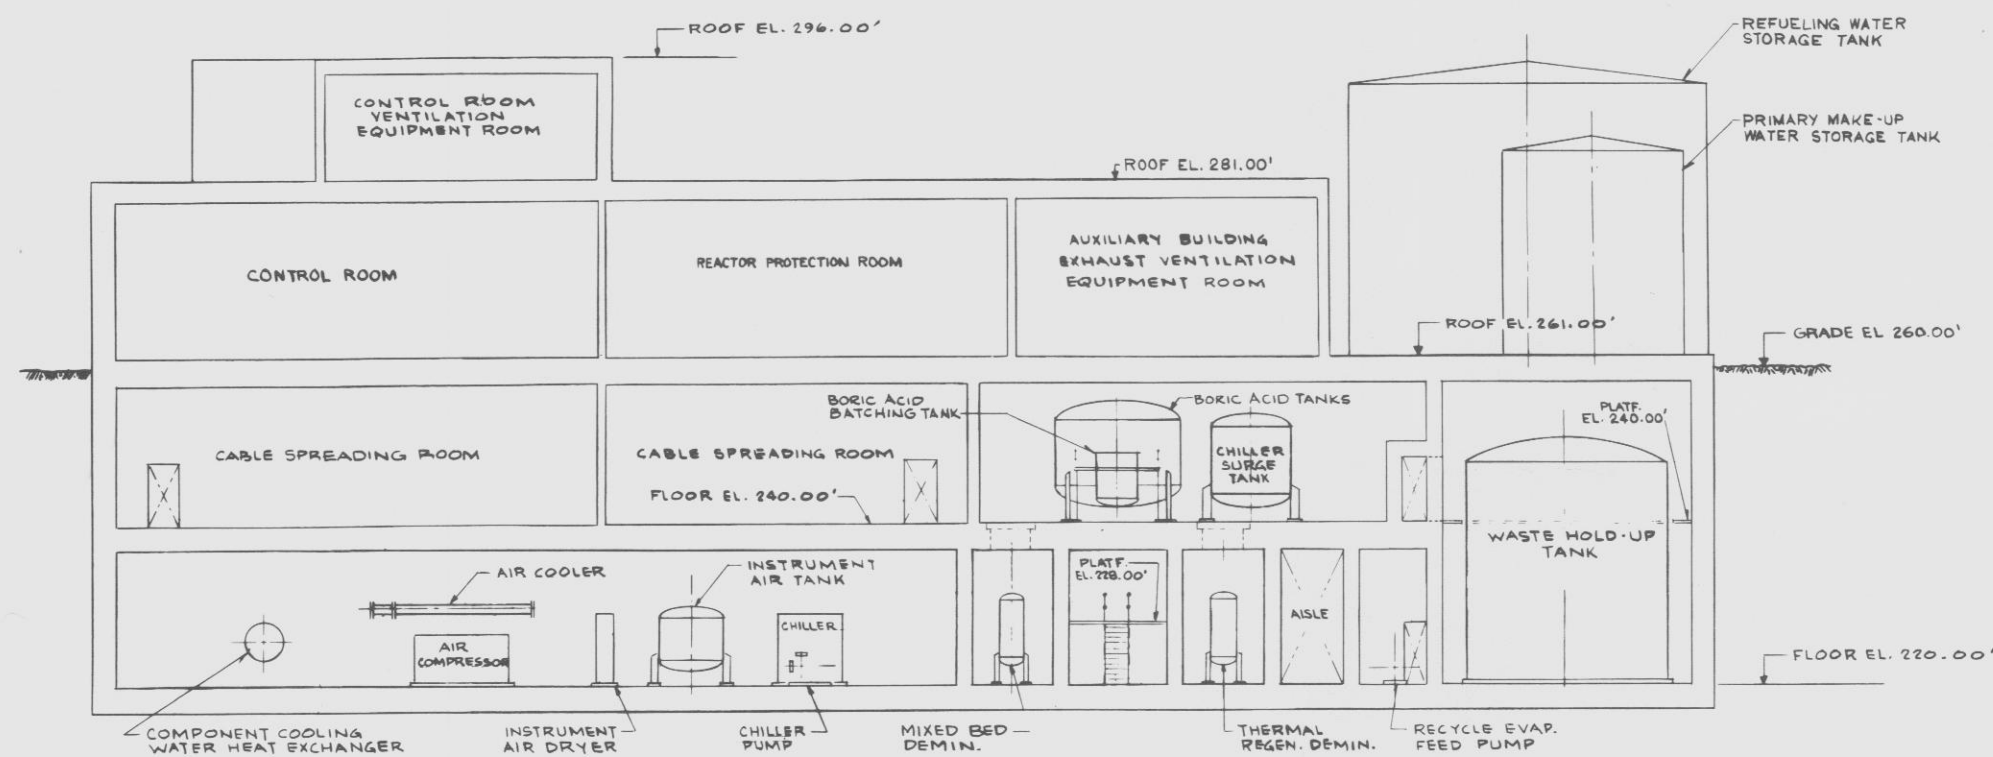 ROOF EL. 296.00'
REFUELING WATER
STORAGE TANK
CONTROL ROOM
VENTILATION
EQUIPMENT ROOM
PRIMARY MAKE-UP
WATER STORAGE TANK
ROOF EL. 281.00'
CONTROL ROOM
REACTOR PROTECTION ROOM
AUXILIARY BUILDING
EXHAUST VENTILATION
EQUIPMENT ROOM
ROOF EL. 261.00'
GRADE EL 260.00'
BORIC ACID
BATCHING TANK
BORIC ACID TANKS
PLATF.
EL. 240.00'
CABLE SPREADING ROOM
CABLE SPREADING ROOM
CHILLER
SURGE
TANK
FLOOR EL. 240.00'
WASTE HOLD-UP
TANK
AIR COOLER
INSTRUMENT
AIR TANK
PLATF.
EL. 228.00'
CHILLER
AISLE
AIR
COMPRESSOR
FLOOR EL. 220.00'
COMPONENT COOLING
WATER HEAT EXCHANGER
INSTRUMENT
AIR DRYER
CHILLER
PUMP
MIXED BED
DEMIN.
THERMAL
REGEN. DEMIN.
RECYCLE EVAP.
FEED PUMP